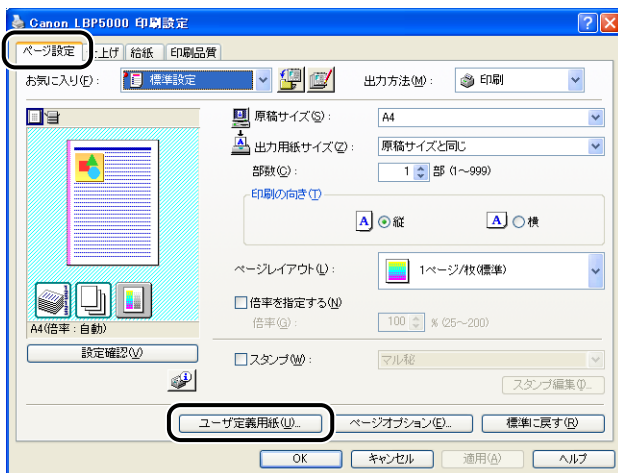 Canon LBP5000 印刷設定
ページ設定 上げ 給紙 印刷品質
お気に入り(F): 標準設定 出力方法(M): 印刷
原稿サイズ(S): A4
出力用紙サイズ(Z): 原稿サイズと同じ
部数(C): 1 部 (1～999)
印刷の向き(T)
A 縦 A 横
ページレイアウト(L): 1ページ/枚(標準)
倍率を指定する(N)
倍率(G): 100 % (25～200)
A4(倍率:自動)
設定確認(V)
スタンプ(W): マル秘
スタンプ編集(I)...
ユーザ定義用紙(U)... ページオプション(E)... 標準に戻す(R)
OK キャンセル 適用(A) ヘルプ